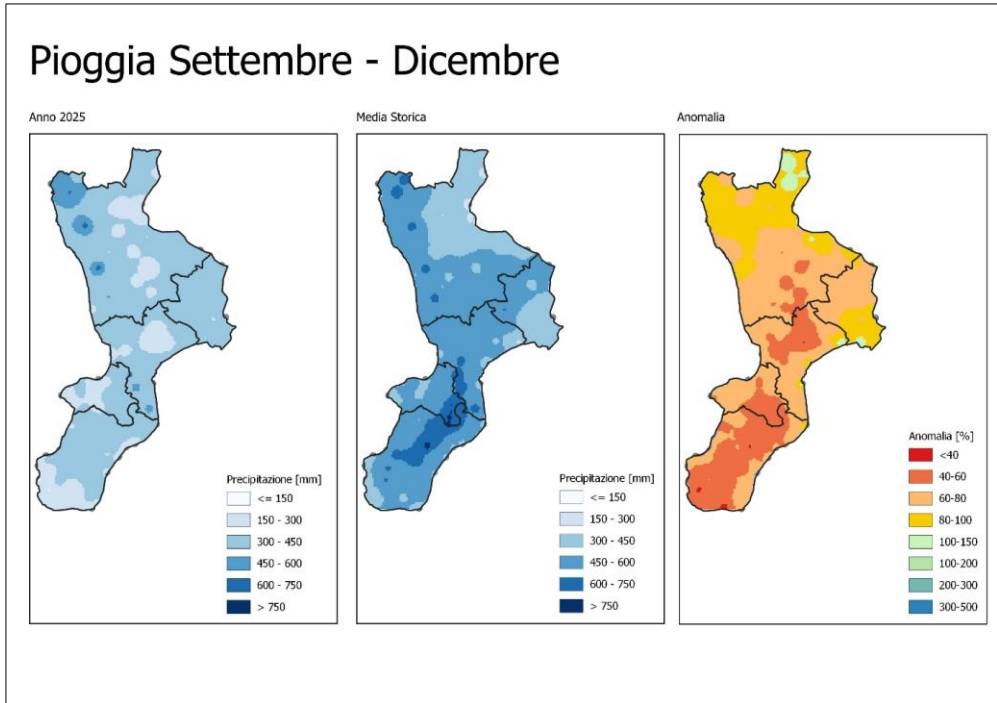 Pioggia Settembre - Dicembre
Anno 2025
Media Storica
Anomalia
Precipitazione [mm]
<= 150
150 - 300
300 - 450
450 - 600
600 - 750
> 750
Precipitazione [mm]
<= 150
150 - 300
300 - 450
450 - 600
600 - 750
> 750
Anomalia [%]
<40
40-60
60-80
80-100
100-150
100-200
200-300
300-500